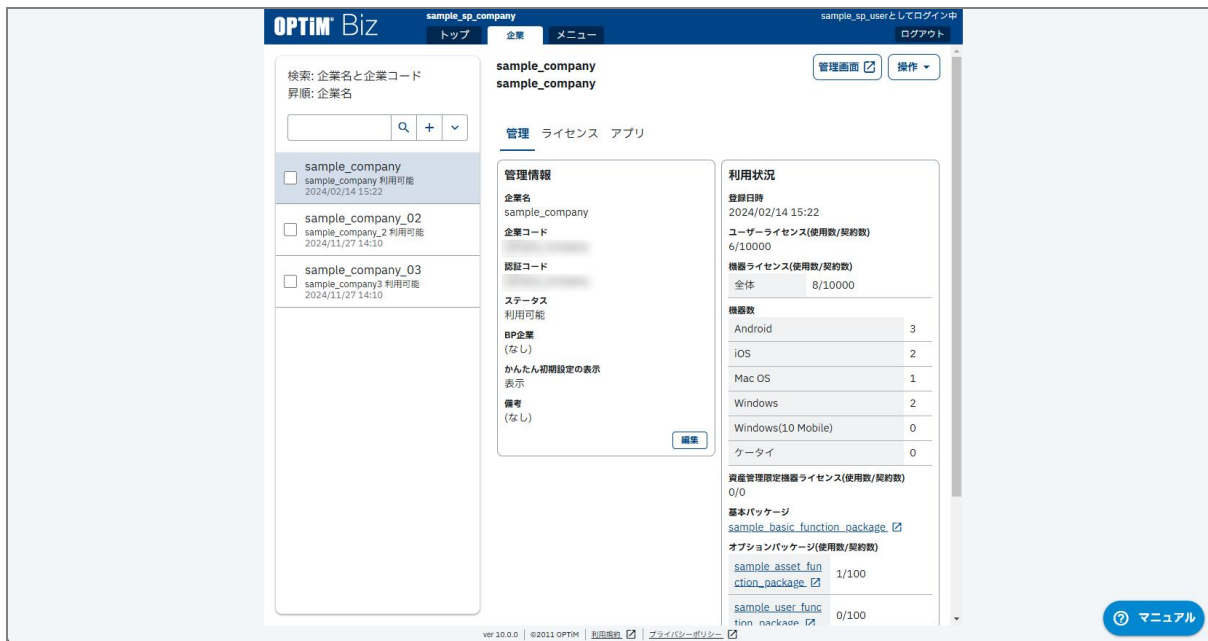 OPTiM Biz
sample_sp_company
sample_sp_userとしてログイン中
トップ
企業
メニュー
ログアウト
検索: 企業名と企業コード
昇順: 企業名
sample_company
sample_company 利用可能
2024/02/14 15:22
sample_company_02
sample_company_2 利用可能
2024/11/27 14:10
sample_company_03
sample_company3 利用可能
2024/11/27 14:10
sample_company
sample_company
管理画面
操作
管理 ライセンス アプリ
管理情報
企業名
sample_company
企業コード
認証コード
ステータス
利用可能
BP企業
(なし)
かんたん初期設定の表示
表示
備考
(なし)
編集
利用状況
登録日時
2024/02/14 15:22
ユーザーライセンス(使用数/契約数)
6/10000
機器ライセンス(使用数/契約数)
全体 8/10000
機器数
Android 3
iOS 2
Mac OS 1
Windows 2
Windows(10 Mobile) 0
ケータイ 0
資産管理限定機器ライセンス(使用数/契約数)
0/0
基本パッケージ
sample_basic_function_package
オプションパッケージ(使用数/契約数)
sample_asset_fun
ction_package
1/100
sample_user_func
tion_package
0/100
ver 10.0.0 ©2011 OPTiM 利用規約 プライバシーポリシー
マニュアル